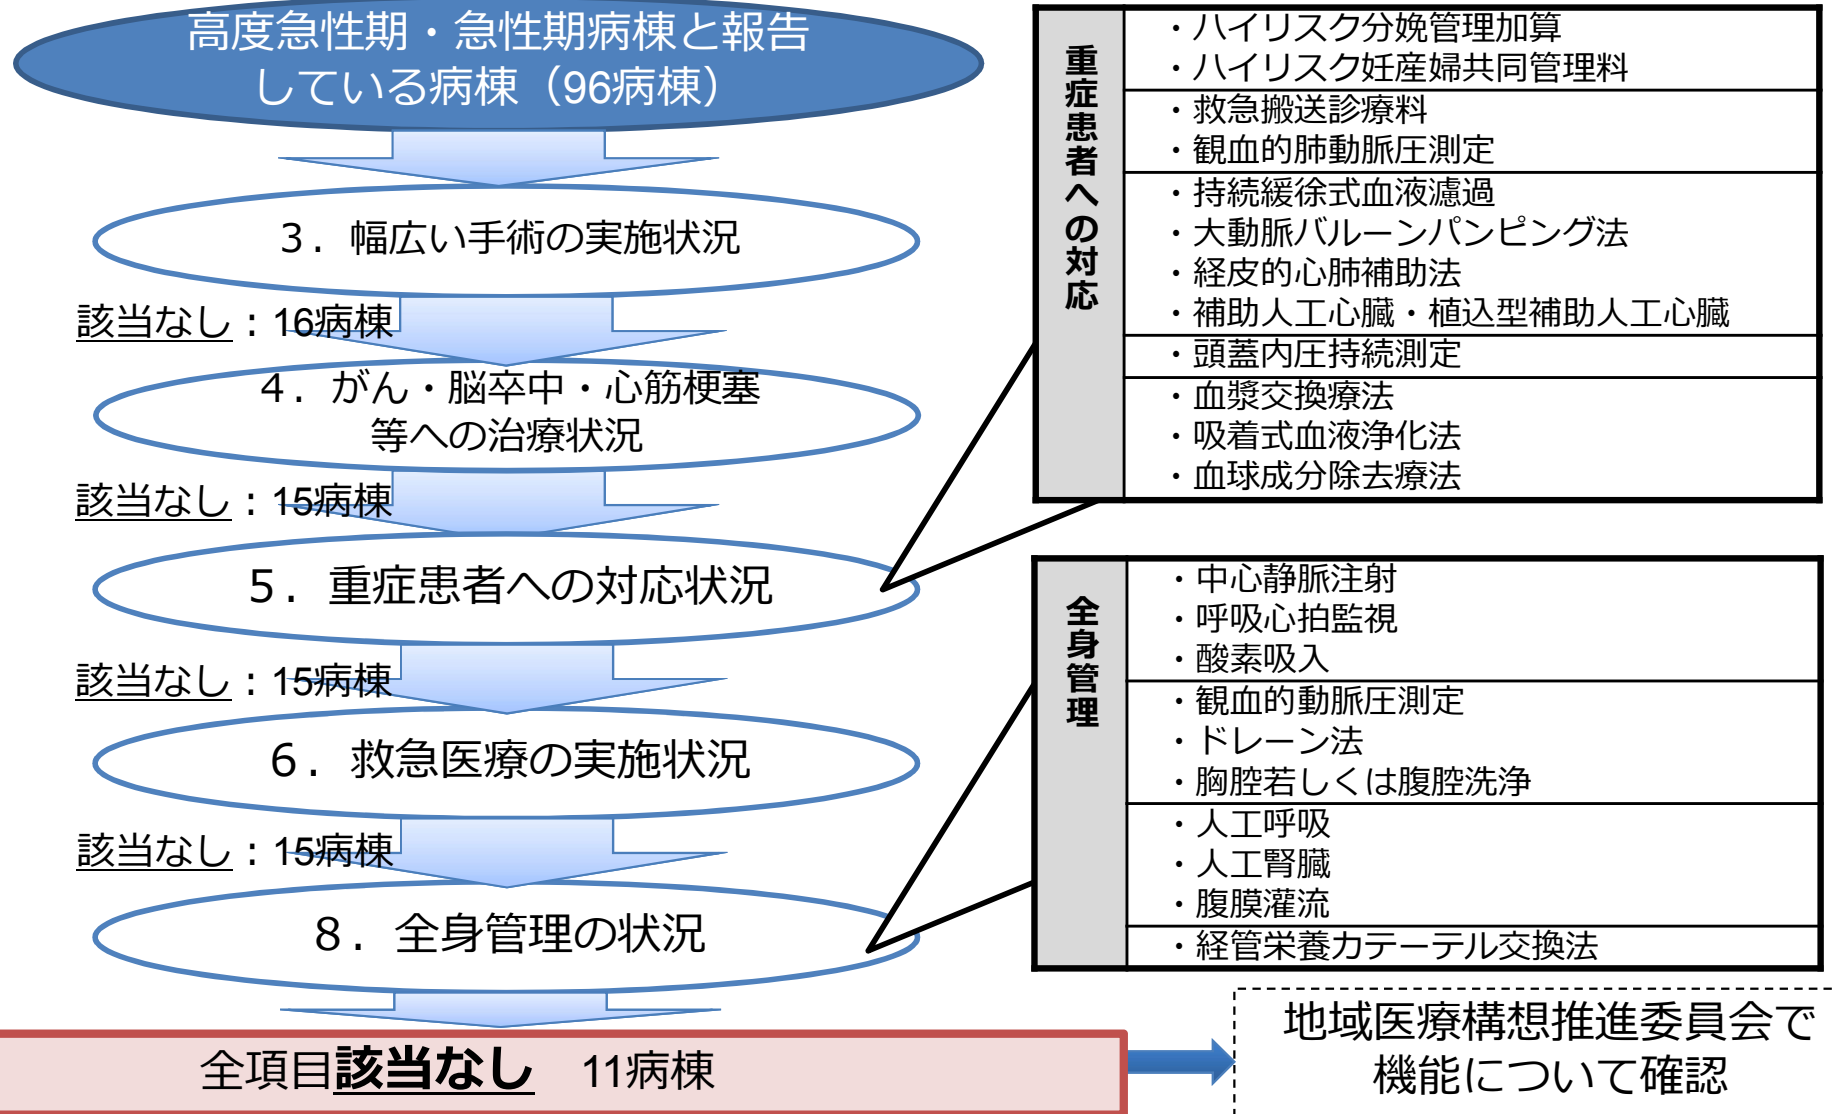 高度急性期・急性期病棟と報告
している病棟（96病棟）
３．幅広い手術の実施状況
該当なし：16病棟
４．がん・脳卒中・心筋梗塞
等への治療状況
該当なし：15病棟
５．重症患者への対応状況
該当なし：15病棟
６．救急医療の実施状況
該当なし：15病棟
８．全身管理の状況
全項目該当なし　11病棟
重症患者への対応
・ハイリスク分娩管理加算
・ハイリスク妊産婦共同管理料
・救急搬送診療料
・観血的肺動脈圧測定
・持続緩徐式血液濾過
・大動脈バルーンパンピング法
・経皮的心肺補助法
・補助人工心臓・植込型補助人工心臓
・頭蓋内圧持続測定
・血漿交換療法
・吸着式血液浄化法
・血球成分除去療法
全身管理
・中心静脈注射
・呼吸心拍監視
・酸素吸入
・観血的動脈圧測定
・ドレーン法
・胸腔若しくは腹腔洗浄
・人工呼吸
・人工腎臓
・腹膜灌流
・経管栄養カテーテル交換法
地域医療構想推進委員会で
機能について確認